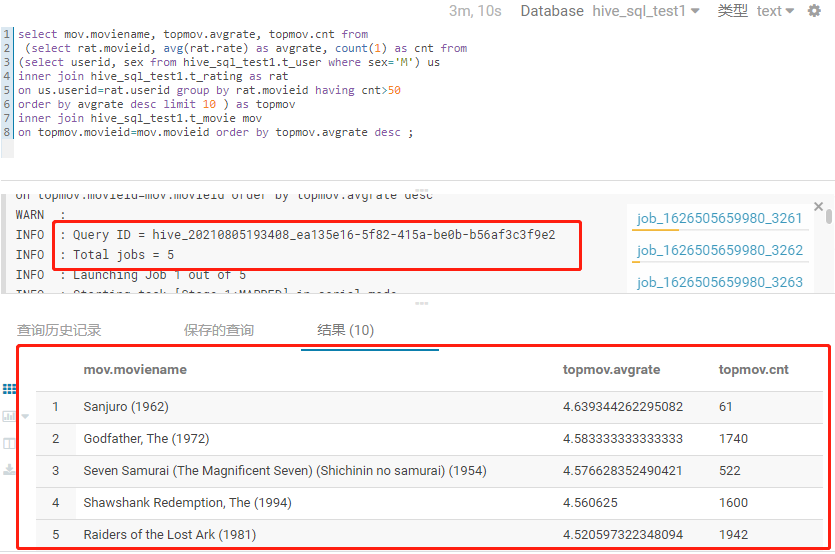 3m, 10s Database hive_sql_test1 类型 text
1 select mov.moviename, topmov.avgrate, topmov.cnt from
2 (select rat.movieid, avg(rat.rate) as avgrate, count(1) as cnt from
3 (select userid, sex from hive_sql_test1.t_user where sex='M') us
4 inner join hive_sql_test1.t_rating as rat
5 on us.userid=rat.userid group by rat.movieid having cnt>50
6 order by avgrate desc limit 10 ) as topmov
7 inner join hive_sql_test1.t_movie mov
8 on topmov.movieid=mov.movieid order by topmov.avgrate desc ;
on topmov.movieid=mov.movieid order by topmov.avgrate desc
WARN :
INFO : Query ID = hive_20210805193408_ea135e16-5f82-415a-be0b-b56af3c3f9e2
INFO : Total jobs = 5
INFO : Launching Job 1 out of 5
INFO : Starting task [Stage-1:MAPRED] in serial mode
job_1626505659980_3261
job_1626505659980_3262
job_1626505659980_3263
查询历史记录 保存的查询 结果 (10)
mov.moviename topmov.avgrate topmov.cnt
1 Sanjuro (1962) 4.639344262295082 61
2 Godfather, The (1972) 4.583333333333333 1740
3 Seven Samurai (The Magnificent Seven) (Shichinin no samurai) (1954) 4.576628352490421 522
4 Shawshank Redemption, The (1994) 4.560625 1600
5 Raiders of the Lost Ark (1981) 4.520597322348094 1942